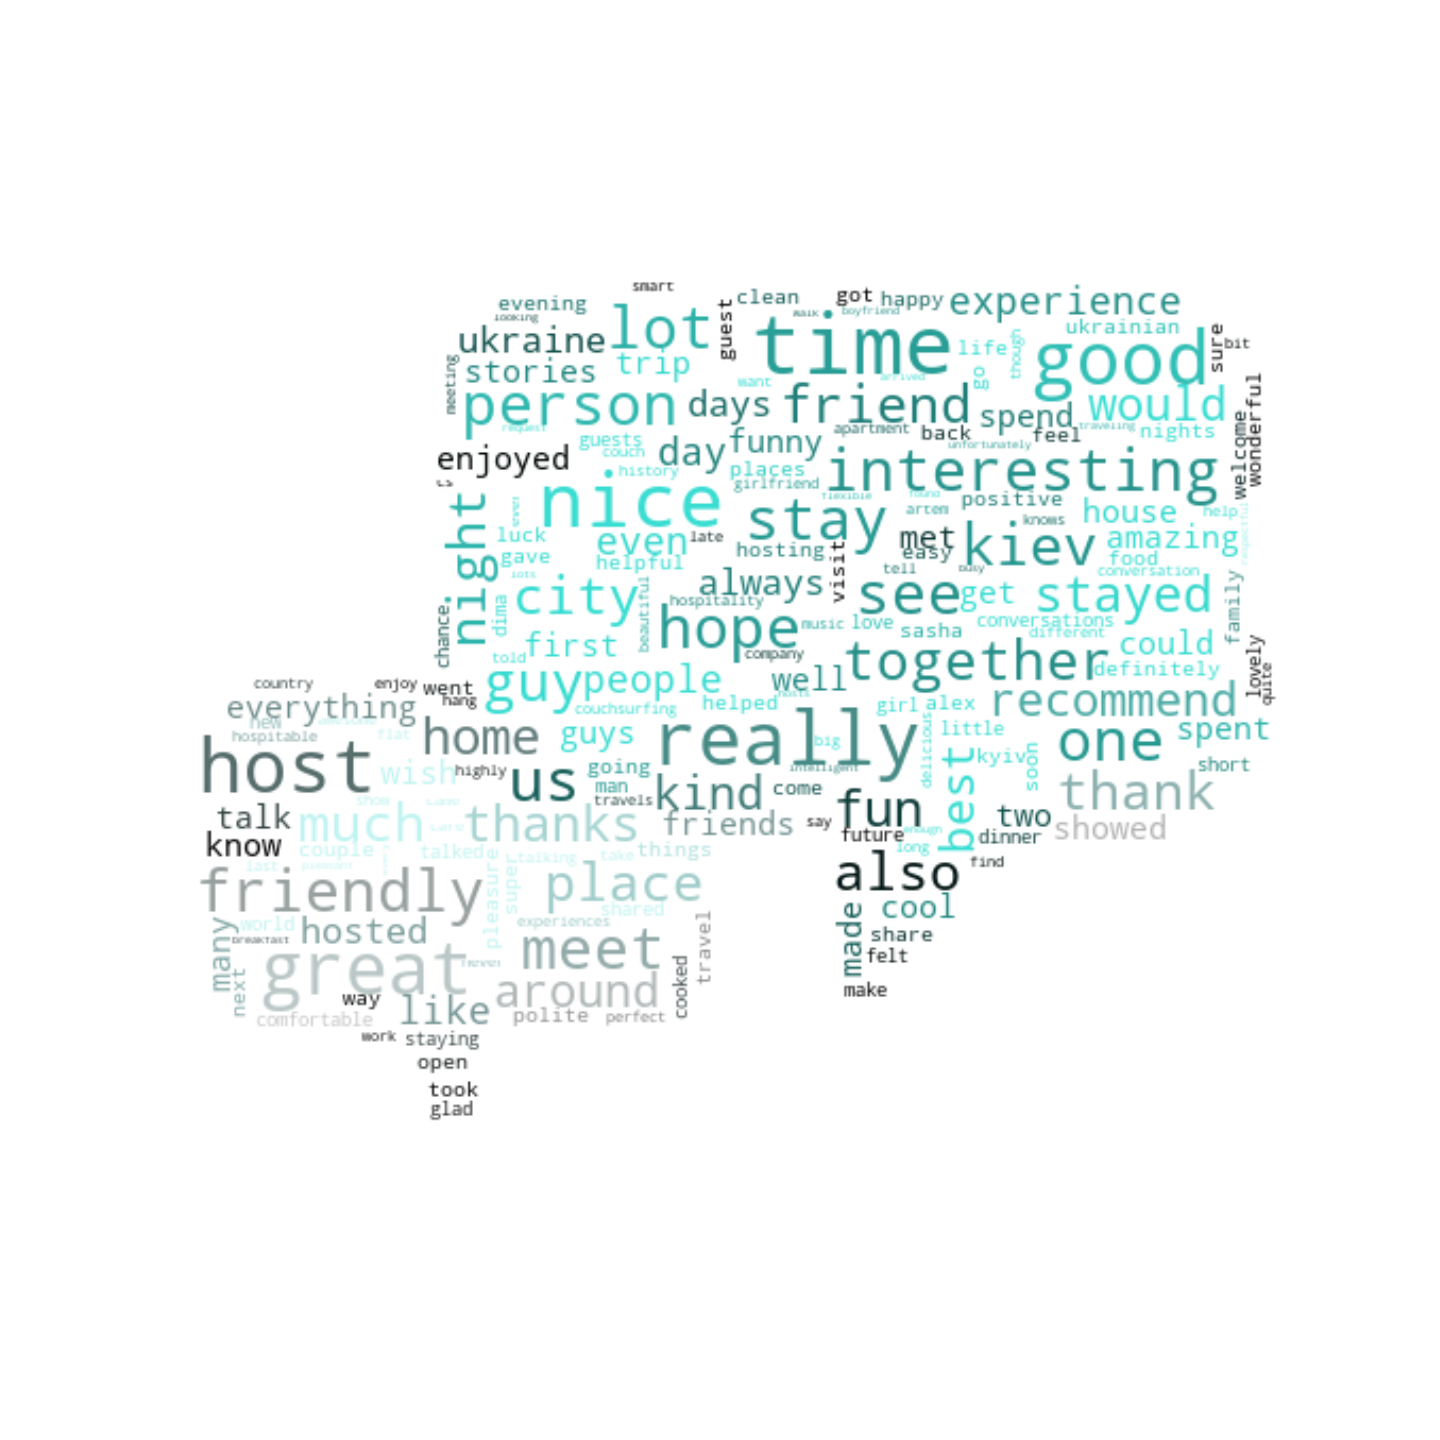 smart
evening
clean
got
happy
experience
looking
guest
walk
boyfriend
ukraine
lot
time
ukrainian
sure
bit
life
though
good
meeting
stories
trip
want
arrived
go
person
days
friend
spend
would
wonderful
welcome
request
guests
funny
apartment
back
feel
traveling
nights
enjoyed
couch
day
unfortunately
history
places
interesting
girlfriend
nice
flexible
found
positive
night
stay
artem
knows
house
help
luck
even
late
met
kiev
amazing
respectful
gave
helpful
hosting
visit
easy
food
lots
always
tell
busy
conversation
family
city
beautiful
see
get
stayed
chance
dima
hospitality
hope
music
love
sasha
conversations
different
first
could
told
company
together
definitely
lovely
quite
country
enjoy
went
guy
people
well
hang
everything
couchsurfing
helped
hosts
girl
alex
recommend
new
awesome
home
guys
really
big
delicious
little
one
spent
hospitable
flat
host
wish
highly
us
going
intelligent
kyiv
soon
short
man
kind
come
best
thank
show
travels
fun
two
talk
much
thanks
friends
say
showed
know
future
enough
dinner
couple
talked
talking
take
things
long
last
pleasant
also
find
friendly
pleasure
super
place
cool
many
world
hosted
shared
made
share
experiences
breakfast
meet
travel
felt
great
next
way
around
cooked
make
comfortable
like
polite
perfect
work
staying
open
took
glad